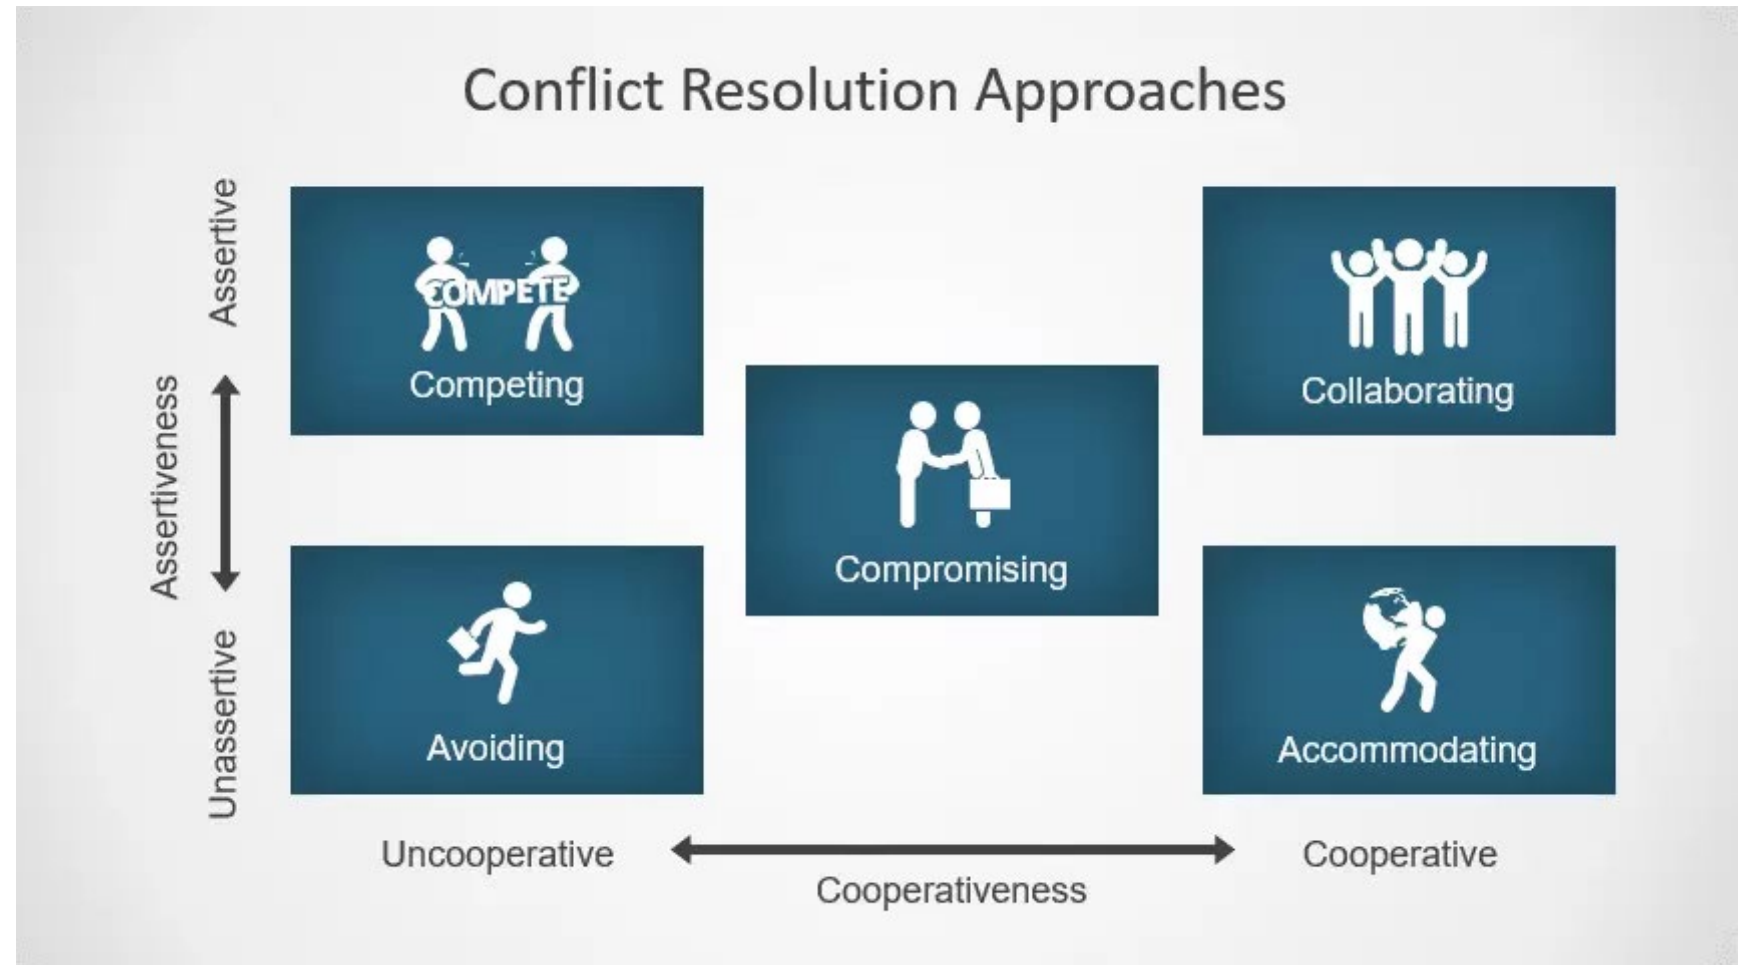 Conflict Resolution Approaches
Assertive
COMPETE
Competing
Collaborating
Assertiveness
Compromising
Unassertive
Avoiding
Accommodating
Uncooperative
Cooperative
Cooperativeness